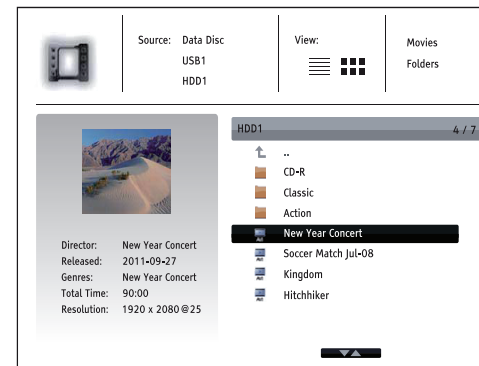 Source: Data Disc
USB1
HDD1
View:
Movies
Folders
HDD1 4 / 7
..
CD-R
Classic
Action
New Year Concert
Soccer Match Jul-08
Kingdom
Hitchhiker
Director: New Year Concert
Released: 2011-09-27
Genres: New Year Concert
Total Time: 90:00
Resolution: 1920 x 2080@25